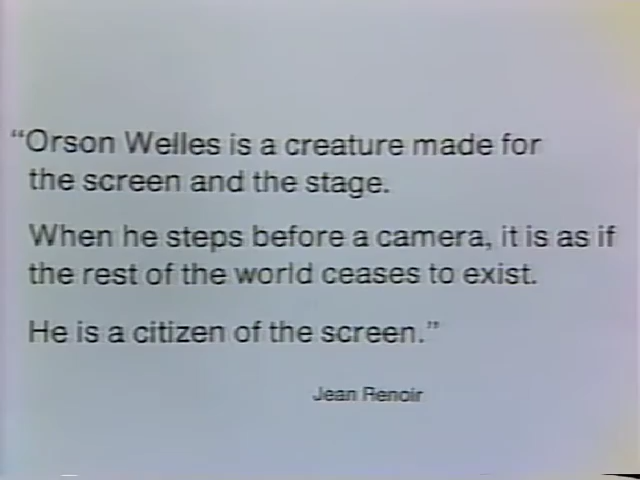 “Orson Welles is a creature made for
the screen and the stage.
When he steps before a camera, it is as if
the rest of the world ceases to exist.
He is a citizen of the screen.”
Jean Renoir